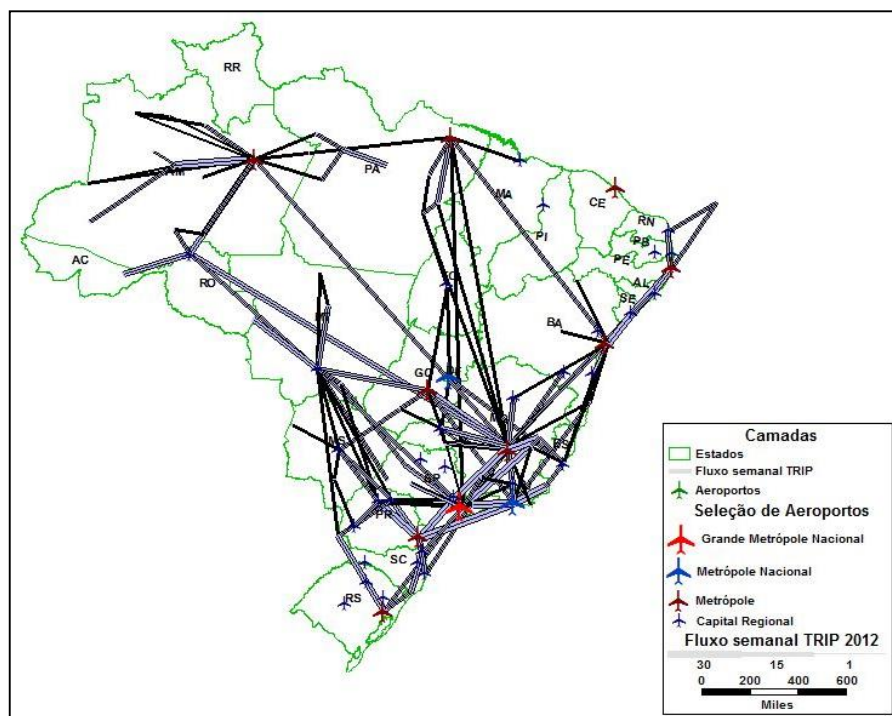 RR
AM
PA
MA
CE
RN
PB
PI
PE
AL
SE
AC
RO
BA
GO
DF
MS
ES
SP
PR
SC
RS
Camadas
Estados
Fluxo semanal TRIP
Aeroportos
Seleção de Aeroportos
Grande Metrópole Nacional
Metrópole Nacional
Metrópole
Capital Regional
Fluxo semanal TRIP 2012
30 15 1
0 200 400 600
Miles